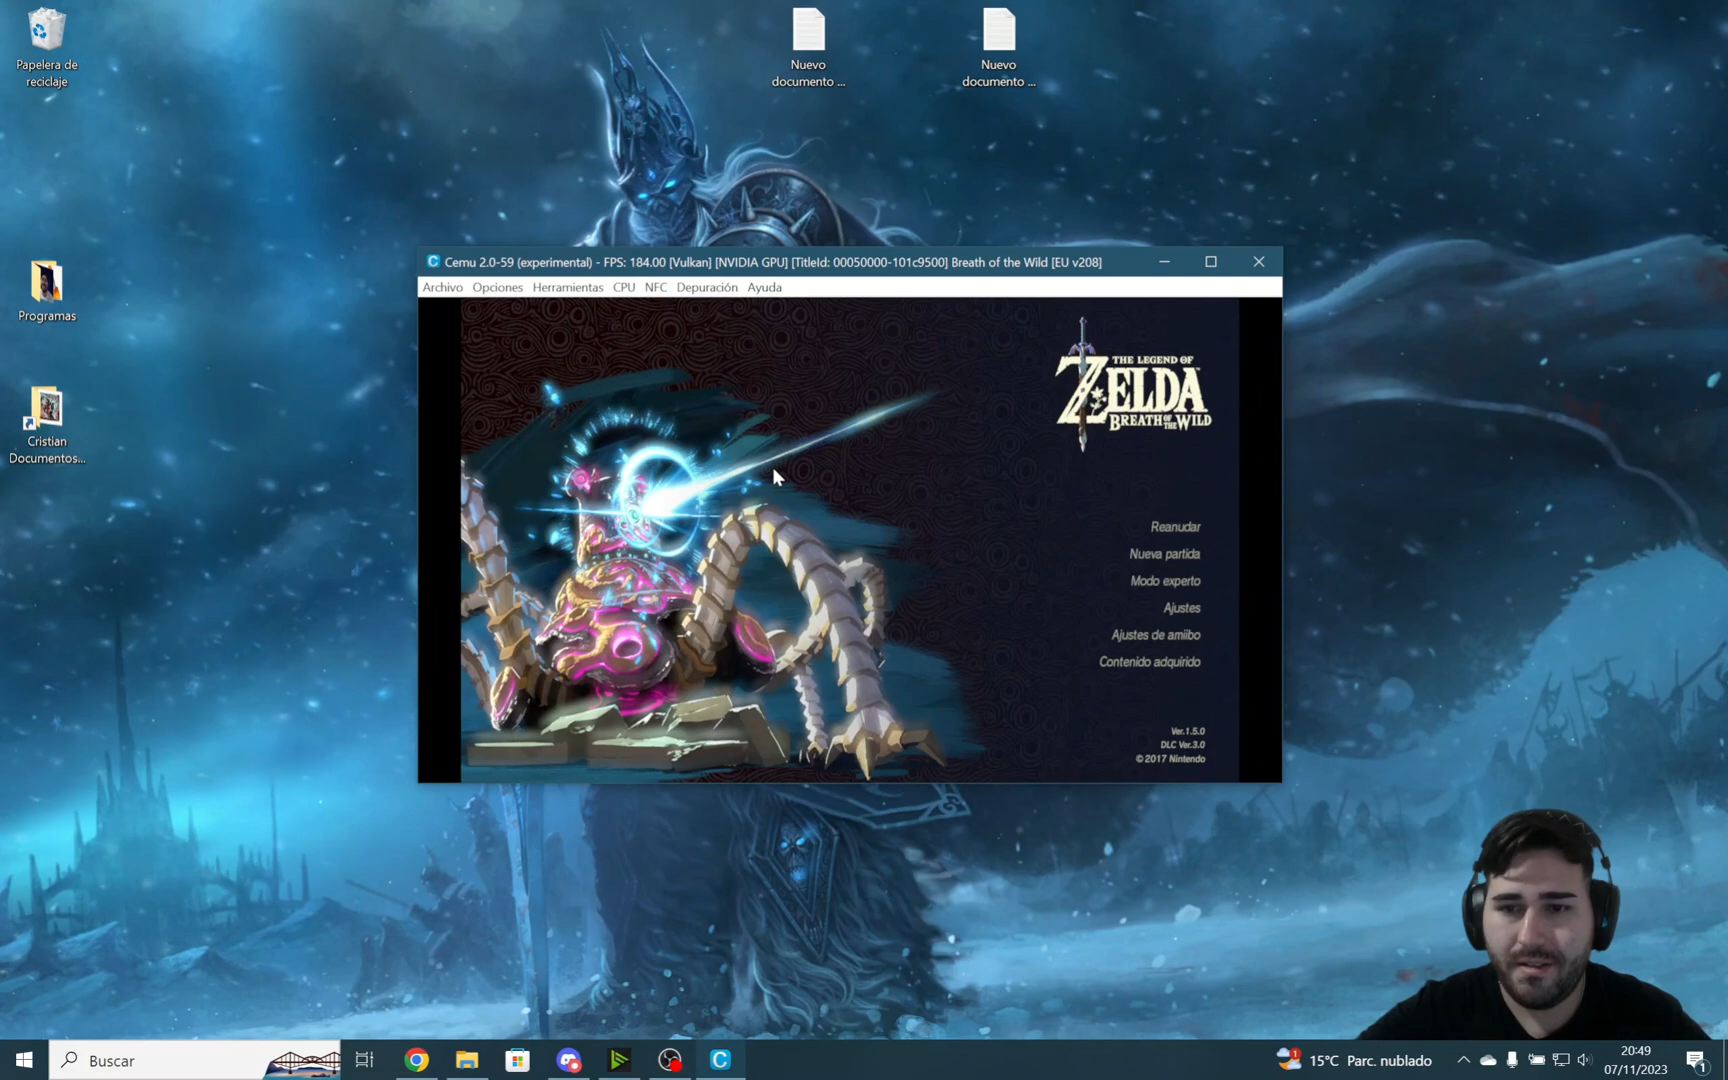 Papelera de
reciclaje
Nuevo
documento ...
Nuevo
documento ...
Programas
Cristian
Documentos...
Cemu 2.0-59 (experimental) - FPS: 184.00 [Vulkan] [NVIDIA GPU] [TitleId: 00050000-101c9500] Breath of the Wild [EU v208]
Archivo Opciones Herramientas CPU NFC Depuración Ayuda
THE LEGEND OF
ZELDA
BREATH OF THE WILD
Reanudar
Nueva partida
Modo experto
Ajustes
Ajustes de amiibo
Contenido adquirido
Ver.1.5.0
DLC Ver.3.0
© 2017 Nintendo
Buscar
1
15°C Parc. nublado
20:49
07/11/2023
1